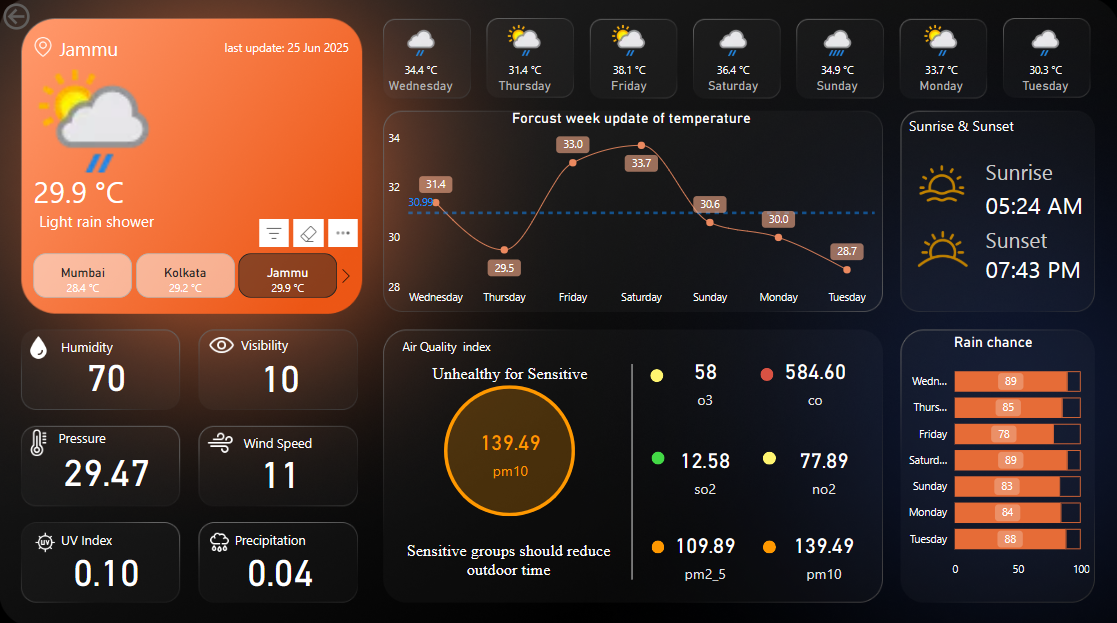 Jammu
last update: 25 Jun 2025
29.9 °C
Light rain shower
Mumbai
28.4 °C
Kolkata
29.2 °C
Jammu
29.9 °C
34.4 °C
Wednesday
31.4 °C
Thursday
38.1 °C
Friday
36.4 °C
Saturday
34.9 °C
Sunday
33.7 °C
Monday
30.3 °C
Tuesday
Forcust week update of temperature
34
32
30
28
30.99
31.4
29.5
33.0
33.7
30.6
30.0
28.7
Wednesday
Thursday
Friday
Saturday
Sunday
Monday
Tuesday
Sunrise & Sunset
Sunrise
05:24 AM
Sunset
07:43 PM
Humidity
70
Visibility
10
Pressure
29.47
Wind Speed
11
UV
UV Index
0.10
Precipitation
0.04
Air Quality index
Unhealthy for Sensitive
139.49
pm10
Sensitive groups should reduce
outdoor time
58
o3
584.60
co
12.58
so2
77.89
no2
109.89
pm2_5
139.49
pm10
Rain chance
Wedn... 89
Thurs... 85
Friday 78
Saturd... 89
Sunday 83
Monday 84
Tuesday 88
0 50 100